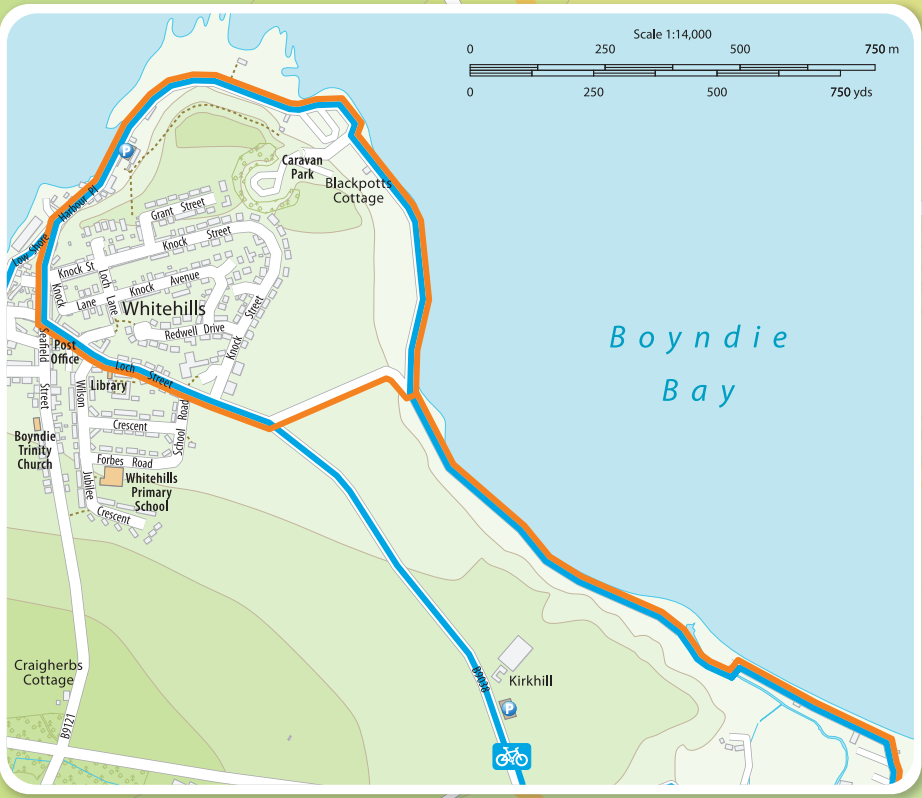 Scale 1:14,000
0 250 500 750 m
0 250 500 750 yds
P
Caravan
Park
Blackpotts
Cottage
Harbour Pl
Low Shore
Grant Street
Knock Street
Knock St
Knock Avenue
Knock Lane
Loch Lane
Whitehills
Redwell Drive
Knock Street
Boyndie
Bay
Post
Office
Seafield Street
Loch Street
Library
Wilson
Crescent
School Road
Boyndie
Trinity
Church
Forbes Road
Whitehills
Primary
School
Jubilee
Crescent
Craigherbs
Cottage
B9038
Kirkhill
P
B9121